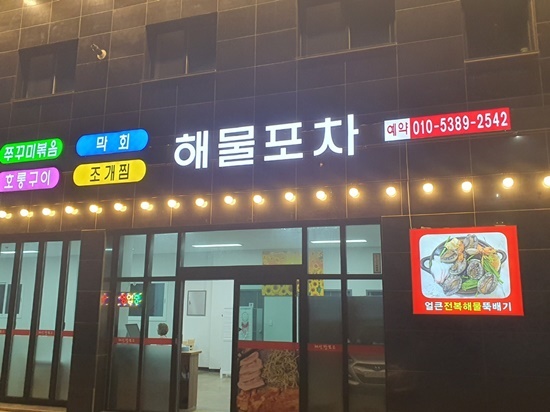 쭈꾸미볶음
막회
호롱구이
조개찜
해물포차
예약 010-5389-2542
얼큰전복해물뚝배기